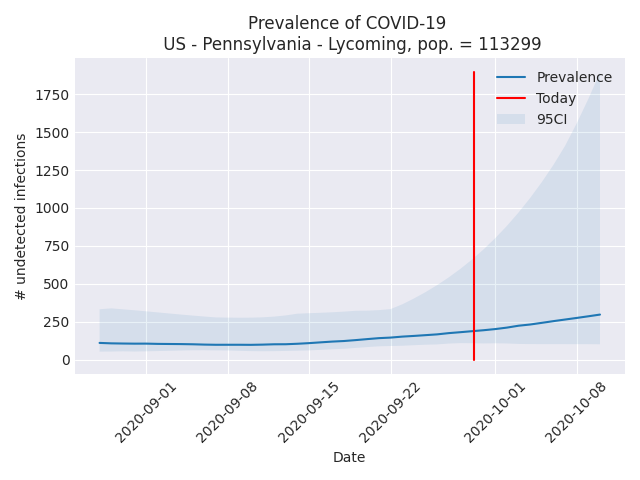 Prevalence of COVID-19
US - Pennsylvania - Lycoming, pop. = 113299
Prevalence
Today
95CI
# undetected infections
1750
1500
1250
1000
750
500
250
0
2020-09-01
2020-09-08
2020-09-15
2020-09-22
2020-10-01
2020-10-08
Date